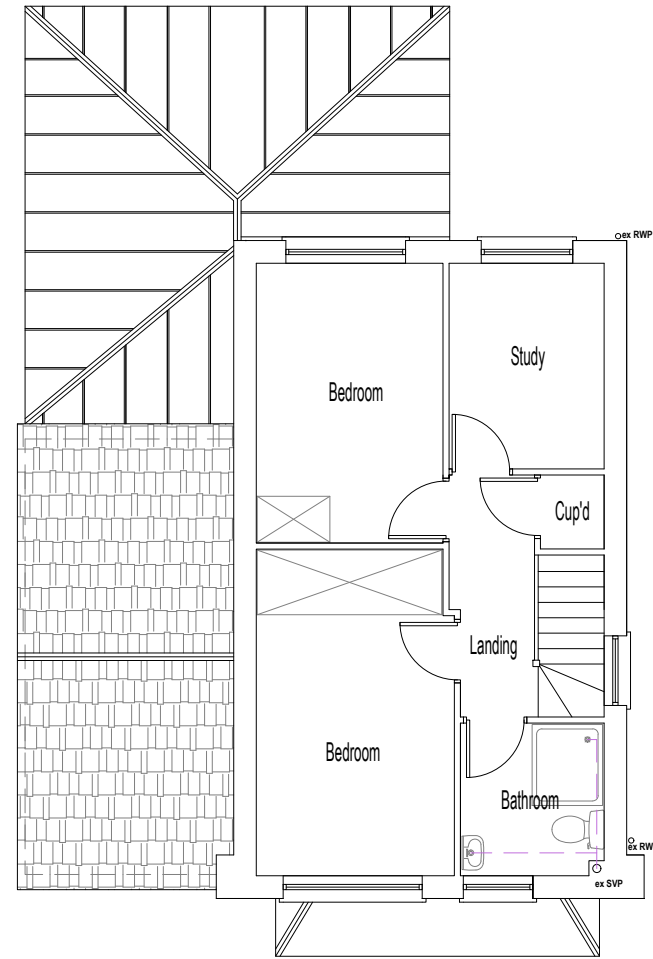 ex RWP
Study
Bedroom
Cup'd
Landing
Bedroom
Bathroom
ex RW
ex SVP